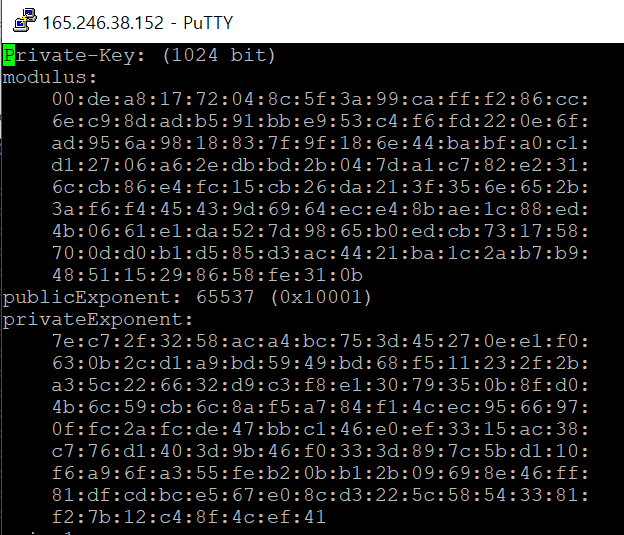 165.246.38.152 - PuTTY
Private-Key: (1024 bit)
modulus:
00:de:a8:17:72:04:8c:5f:3a:99:ca:ff:f2:86:cc:
6e:c9:8d:ad:b5:91:bb:e9:53:c4:f6:fd:22:0e:6f:
ad:95:6a:98:18:83:7f:9f:18:6e:44:ba:bf:a0:c1:
d1:27:06:a6:2e:db:bd:2b:04:7d:a1:c7:82:e2:31:
6c:cb:86:e4:fc:15:cb:26:da:21:3f:35:6e:65:2b:
3a:f6:f4:45:43:9d:69:64:ec:e4:8b:ae:1c:88:ed:
4b:06:61:e1:da:52:7d:98:65:b0:ed:cb:73:17:58:
70:0d:d0:b1:d5:85:d3:ac:44:21:ba:1c:2a:b7:b9:
48:51:15:29:86:58:fe:31:0b
publicExponent: 65537 (0x10001)
privateExponent:
7e:c7:2f:32:58:ac:a4:bc:75:3d:45:27:0e:e1:f0:
63:0b:2c:d1:a9:bd:59:49:bd:68:f5:11:23:2f:2b:
a3:5c:22:66:32:d9:c3:f8:e1:30:79:35:0b:8f:d0:
4b:6c:59:cb:6c:8a:f5:a7:84:f1:4c:ec:95:66:97:
0f:fc:2a:fc:de:47:bb:c1:46:e0:ef:33:15:ac:38:
c7:76:d1:40:3d:9b:46:f0:33:3d:89:7c:5b:d1:10:
f6:a9:6f:a3:55:fe:b2:0b:b1:2b:09:69:8e:46:ff:
81:df:cd:bc:e5:67:e0:8c:d3:22:5c:58:54:33:81:
f2:7b:12:c4:8f:4c:ef:41